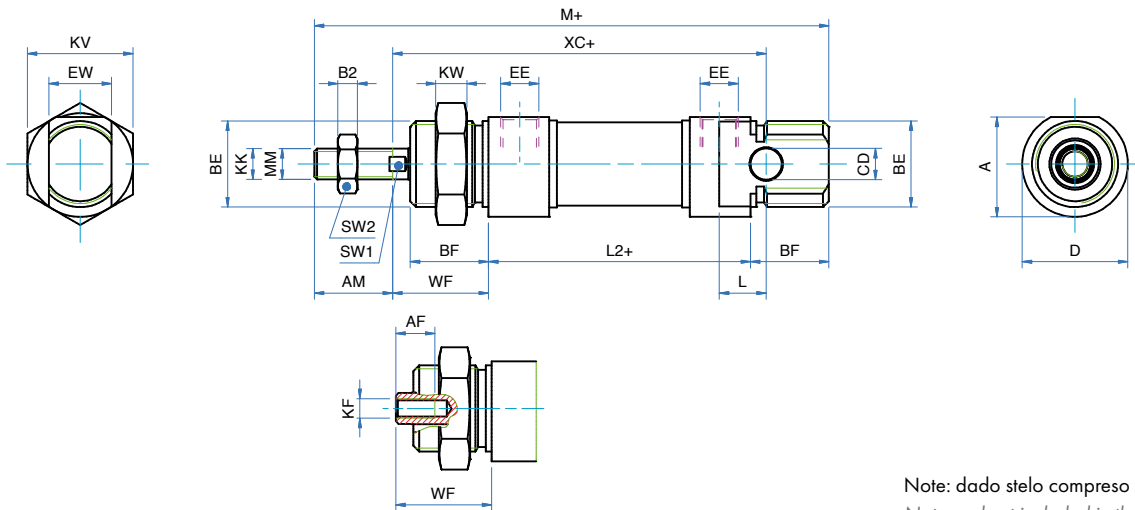 M+
KV
XC+
EW
B2
KW
EE
EE
BE
KK
MM
CD
BE
A
SW2
SW1
BF
L2+
BF
D
AM
WF
L
AF
KF
WF
Note: dado stelo compreso